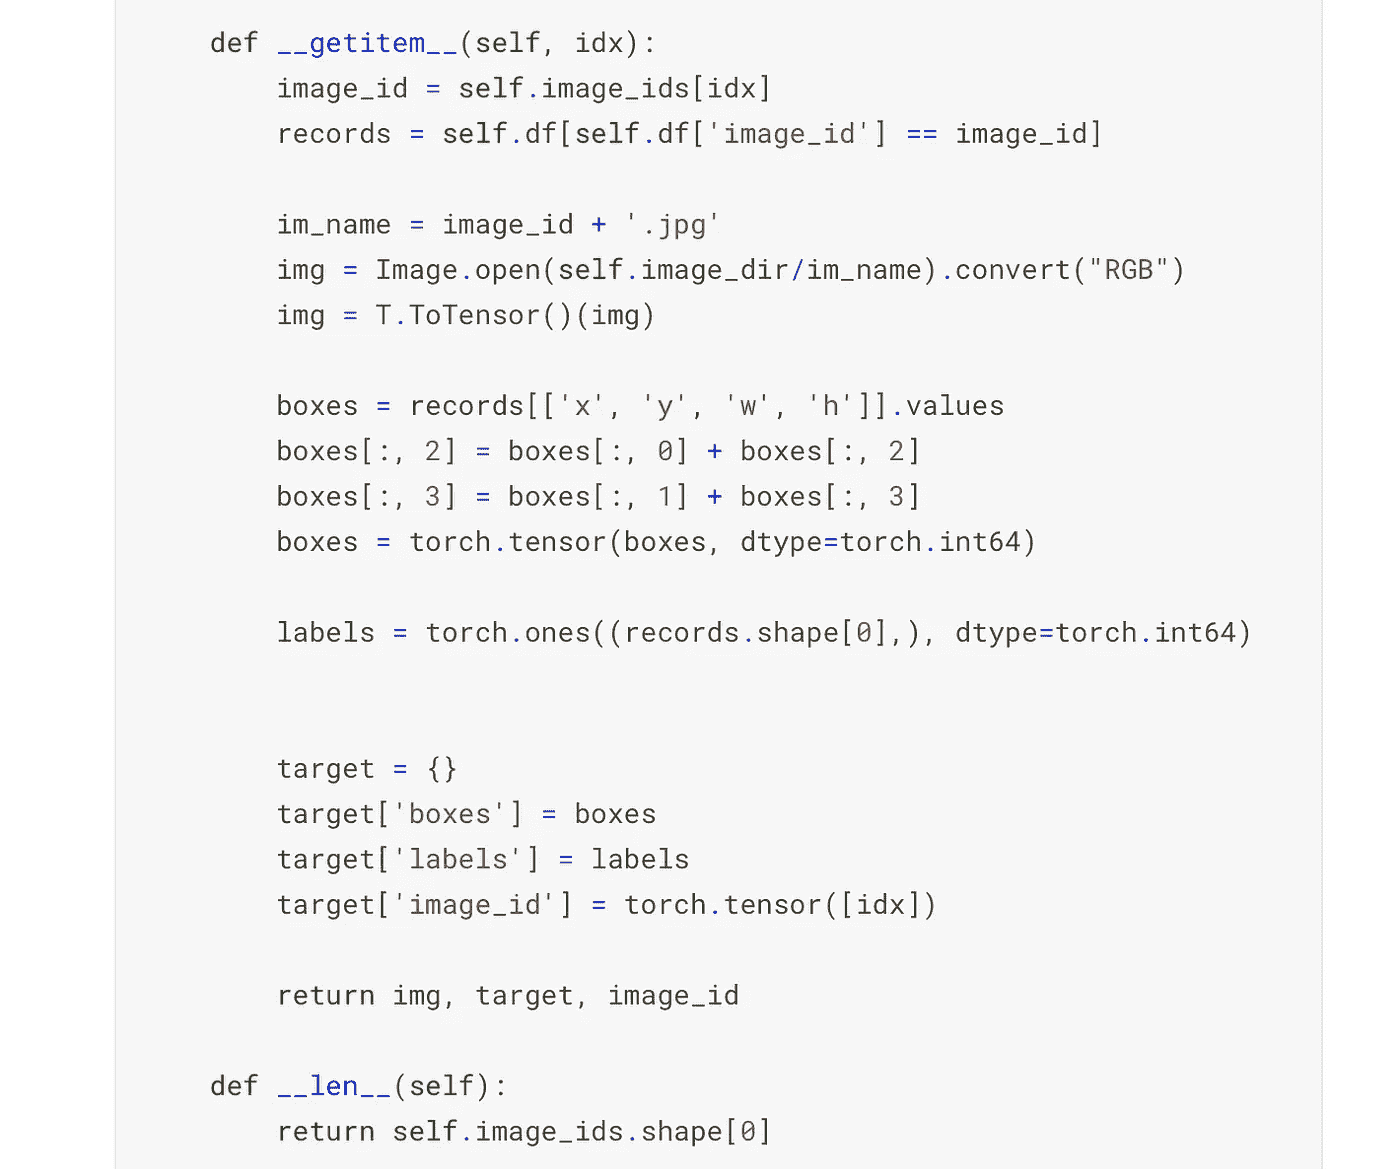 def __getitem__(self, idx):
    image_id = self.image_ids[idx]
    records = self.df[self.df['image_id'] == image_id]

    im_name = image_id + '.jpg'
    img = Image.open(self.image_dir/im_name).convert("RGB")
    img = T.ToTensor()(img)

    boxes = records[['x', 'y', 'w', 'h']].values
    boxes[:, 2] = boxes[:, 0] + boxes[:, 2]
    boxes[:, 3] = boxes[:, 1] + boxes[:, 3]
    boxes = torch.tensor(boxes, dtype=torch.int64)

    labels = torch.ones((records.shape[0],), dtype=torch.int64)

    target = {}
    target['boxes'] = boxes
    target['labels'] = labels
    target['image_id'] = torch.tensor([idx])

    return img, target, image_id

def __len__(self):
    return self.image_ids.shape[0]